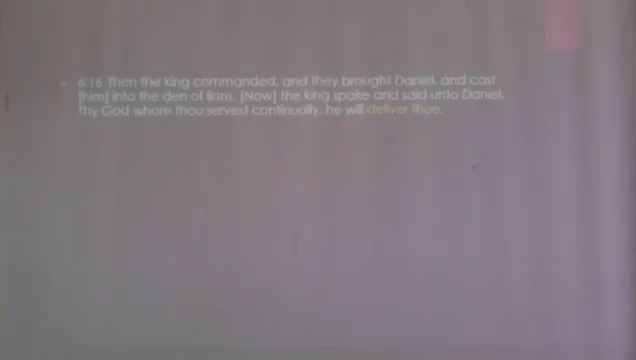 6:16 Then the king commanded, and they brought Daniel, and cast
[him] into the den of lions. [Now] the king spake and said unto Daniel,
Thy God whom thou servest continually, he will deliver thee.